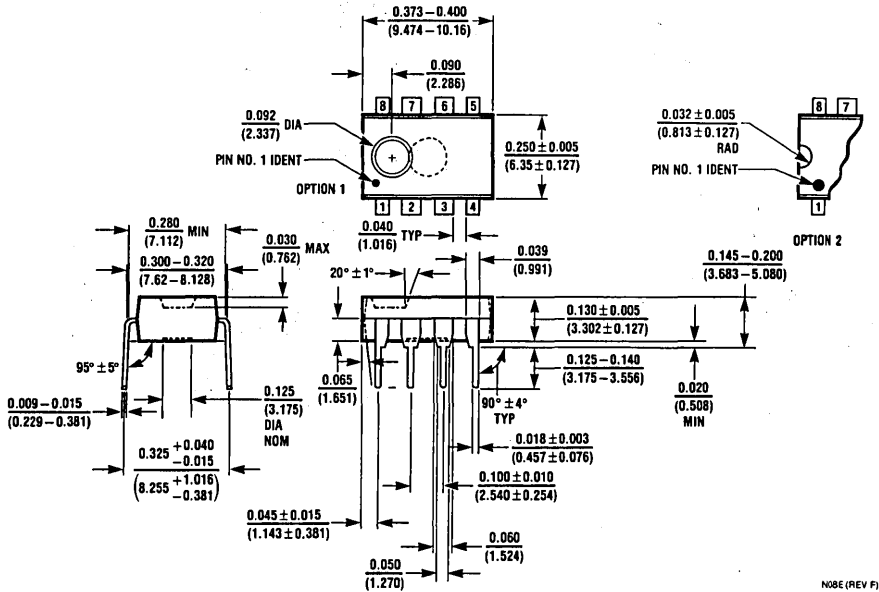 0.373–0.400
(9.474–10.16)
0.090
(2.286)
8 7 6 5
0.092
(2.337) DIA
PIN NO. 1 IDENT
OPTION 1
1 2 3 4
0.250 ± 0.005
(6.35 ± 0.127)
0.032 ± 0.005
(0.813 ± 0.127)
RAD
PIN NO. 1 IDENT
8 7
1
OPTION 2
0.280
(7.112) MIN
0.300–0.320
(7.62–8.128)
0.030
(0.762) MAX
0.040
(1.016) TYP
0.039
(0.991)
20° ± 1°
0.145–0.200
(3.683–5.080)
0.130 ± 0.005
(3.302 ± 0.127)
0.125–0.140
(3.175–3.556)
0.020
(0.508)
MIN
95° ± 5°
0.009–0.015
(0.229–0.381)
0.125
(3.175)
DIA
NOM
0.065
(1.651)
90° ± 4°
TYP
0.325 +0.040
−0.015
(8.255 +1.016
−0.381)
0.018 ± 0.003
(0.457 ± 0.076)
0.100 ± 0.010
(2.540 ± 0.254)
0.045 ± 0.015
(1.143 ± 0.381)
0.060
(1.524)
0.050
(1.270)
N08E (REV F)